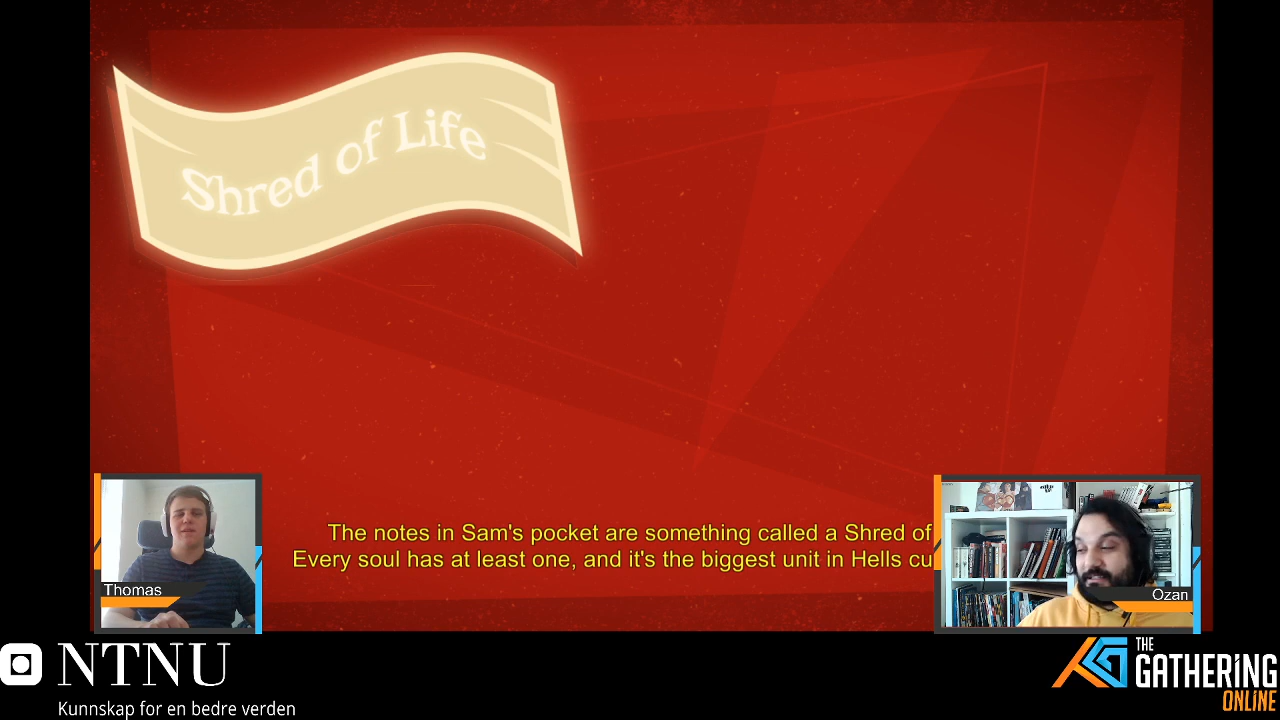 Shred of Life
The notes in Sam's pocket are something called a Shred of
Every soul has at least one, and it's the biggest unit in Hells cu
Thomas
Ozan
NTNU
Kunnskap for en bedre verden
THE
GATHERING
ONLINE